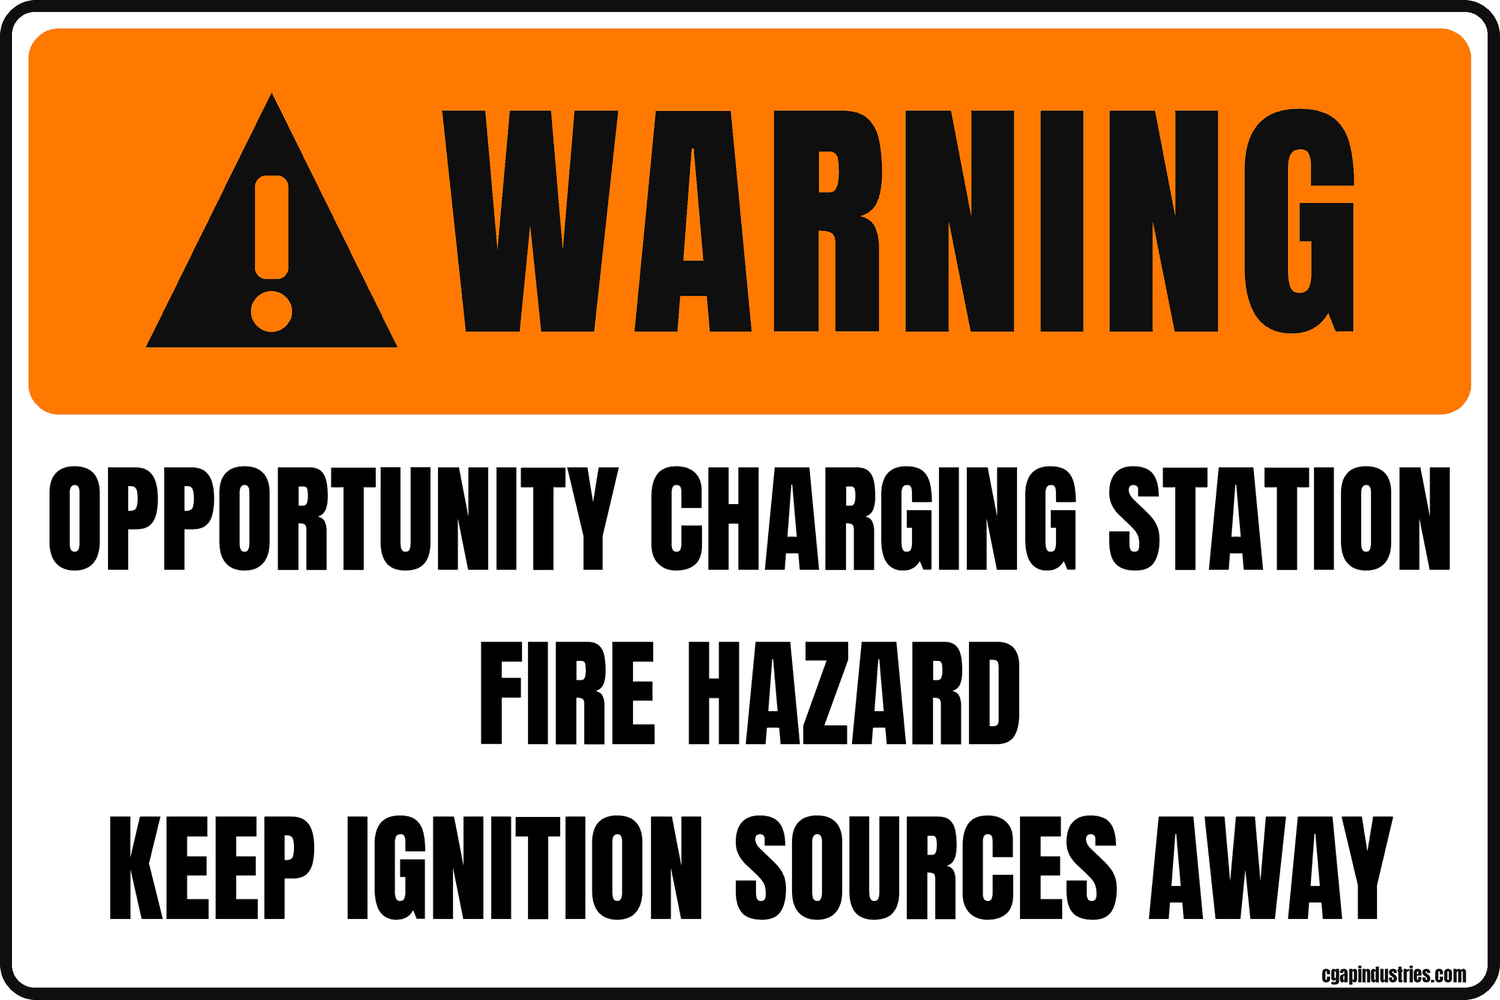 WARNING
OPPORTUNITY CHARGING STATION
FIRE HAZARD
KEEP IGNITION SOURCES AWAY
cgapindustries.com